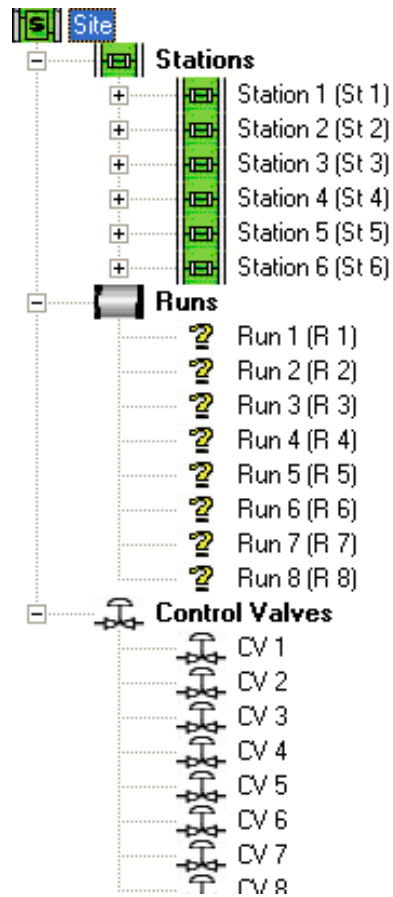 Site
Stations
Station 1 (St 1)
Station 2 (St 2)
Station 3 (St 3)
Station 4 (St 4)
Station 5 (St 5)
Station 6 (St 6)
Runs
Run 1 (R 1)
Run 2 (R 2)
Run 3 (R 3)
Run 4 (R 4)
Run 5 (R 5)
Run 6 (R 6)
Run 7 (R 7)
Run 8 (R 8)
Control Valves
CV 1
CV 2
CV 3
CV 4
CV 5
CV 6
CV 7
CV 8